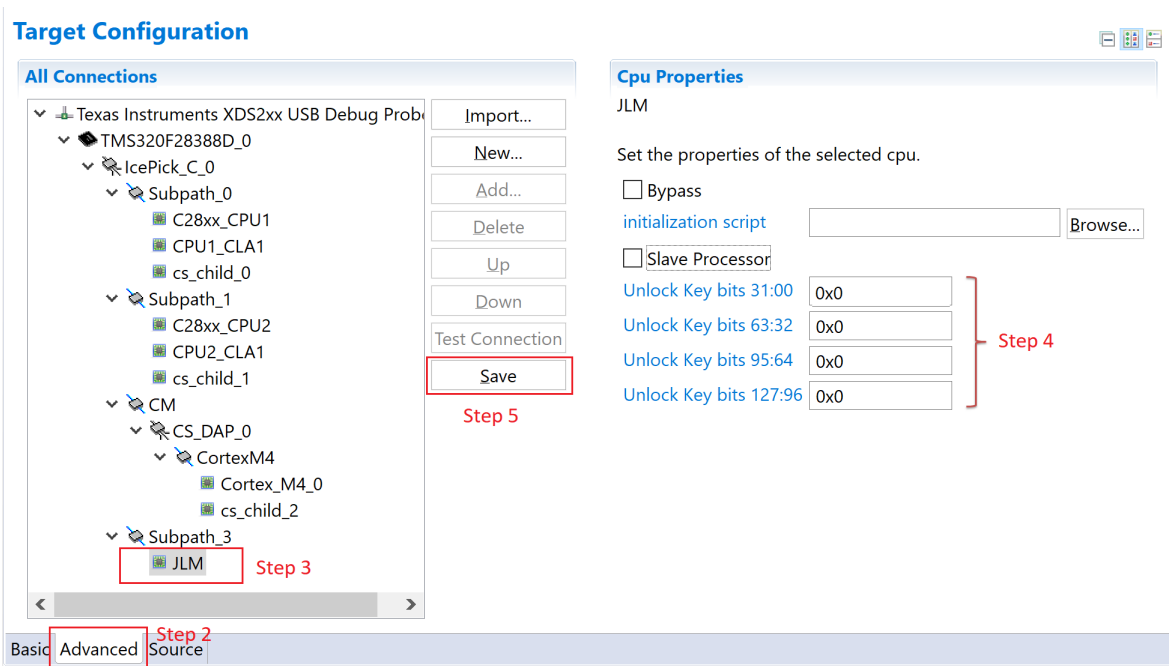 Target Configuration
All Connections
Texas Instruments XDS2xx USB Debug Probe
TMS320F28388D_0
IcePick_C_0
Subpath_0
C28xx_CPU1
CPU1_CLA1
cs_child_0
Subpath_1
C28xx_CPU2
CPU2_CLA1
cs_child_1
CM
CS_DAP_0
CortexM4
Cortex_M4_0
cs_child_2
Subpath_3
JLM
Step 3
Import...
New...
Add...
Delete
Up
Down
Test Connection
Save
Step 5
Cpu Properties
JLM
Set the properties of the selected cpu.
Bypass
initialization script
Browse...
Slave Processor
Unlock Key bits 31:00 0x0
Unlock Key bits 63:32 0x0
Unlock Key bits 95:64 0x0
Unlock Key bits 127:96 0x0
Step 4
Step 2
Basic Advanced Source